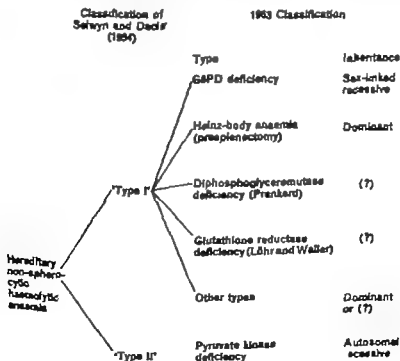 Classification of
Selwyn and Dacie
(1954)
1963 Classification
Type
Inheritance
G6PD deficiency
Sex-linked
recessive
Heinz-body anaemia
(presplenectomy)
Dominant
'Type I'
Diphosphoglyceromutase
deficiency (Prankerd)
(?)
Glutathione reductase
deficiency (Löhr and Waller)
(?)
Hereditary
non-sphero-
cytic
haemolytic
anaemia
Other types
Dominant
or (?)
'Type II'
Pyruvate kinase
deficiency
Autosomal
recessive